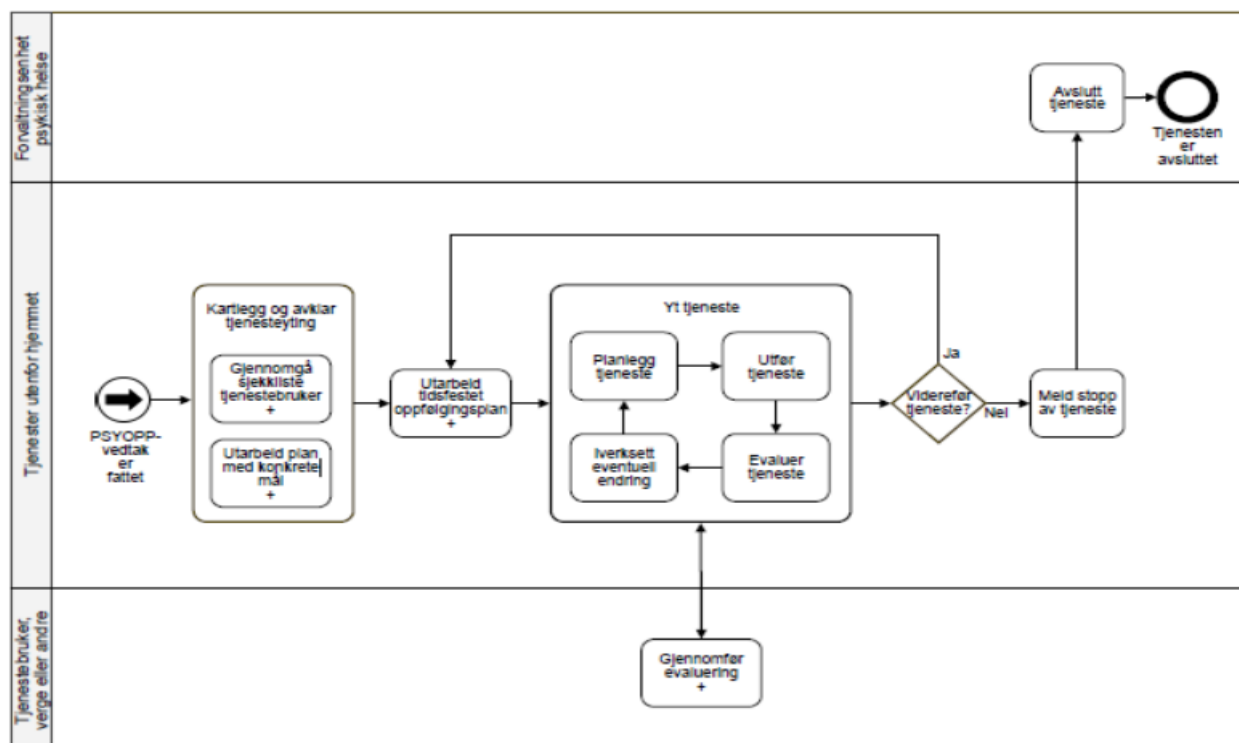 Forvaltningsenhet
psykisk helse
Avslutt
tjeneste
Tjenesten
er
avsluttet
Tjenester utenfor hjemmet
PSYOPP-
vedtak
er
fattet
Kartlegg og avklar
tjenesteyting
Gjennomgå
sjekkliste
tjenestebruker
+
Utarbeid plan
med konkrete
mål
+
Utarbeid
tidsfestet
oppfølgingsplan
+
Yt tjeneste
Planlegg
tjeneste
Utfør
tjeneste
Iverksett
eventuell
endring
Evaluer
tjeneste
Ja
Viderefør
tjeneste?
Nei
Meld stopp
av tjeneste
Tjenestebruker,
verge eller andre
Gjennomfør
evaluering
+